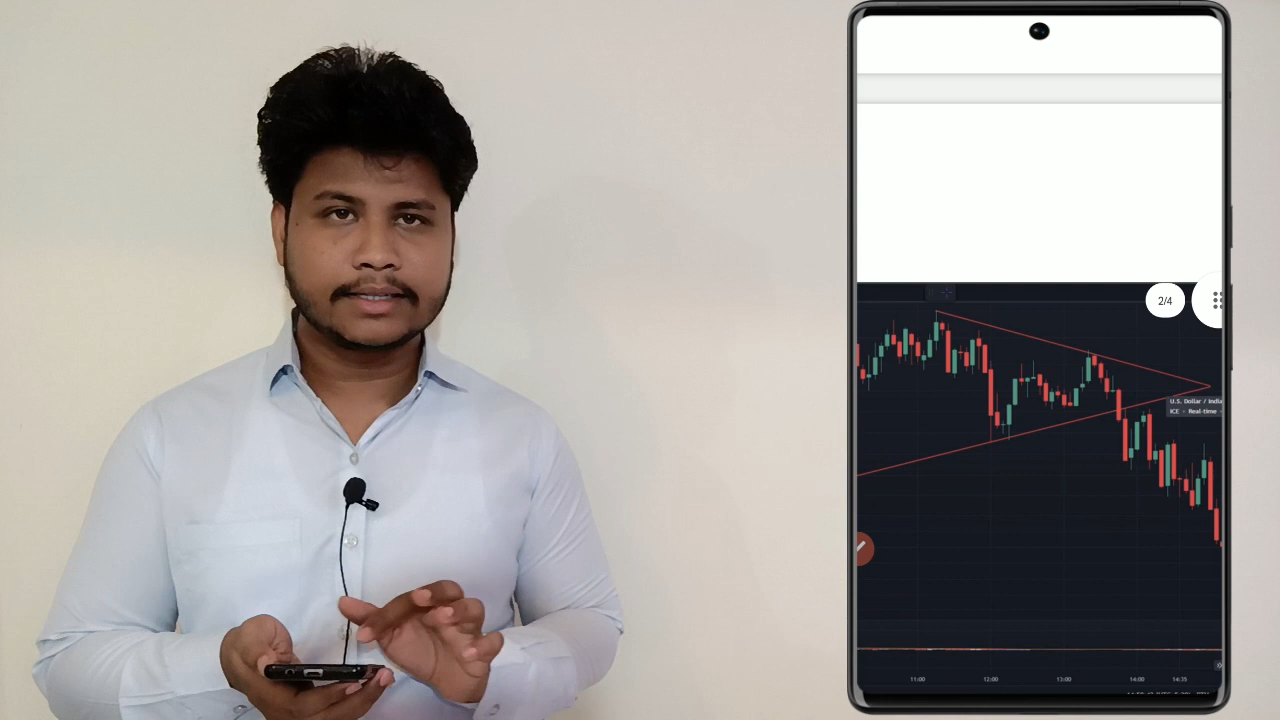 2/4
U.S. Dollar / India
ICE - Real-time
11:00 12:00 13:00 14:00 14:35